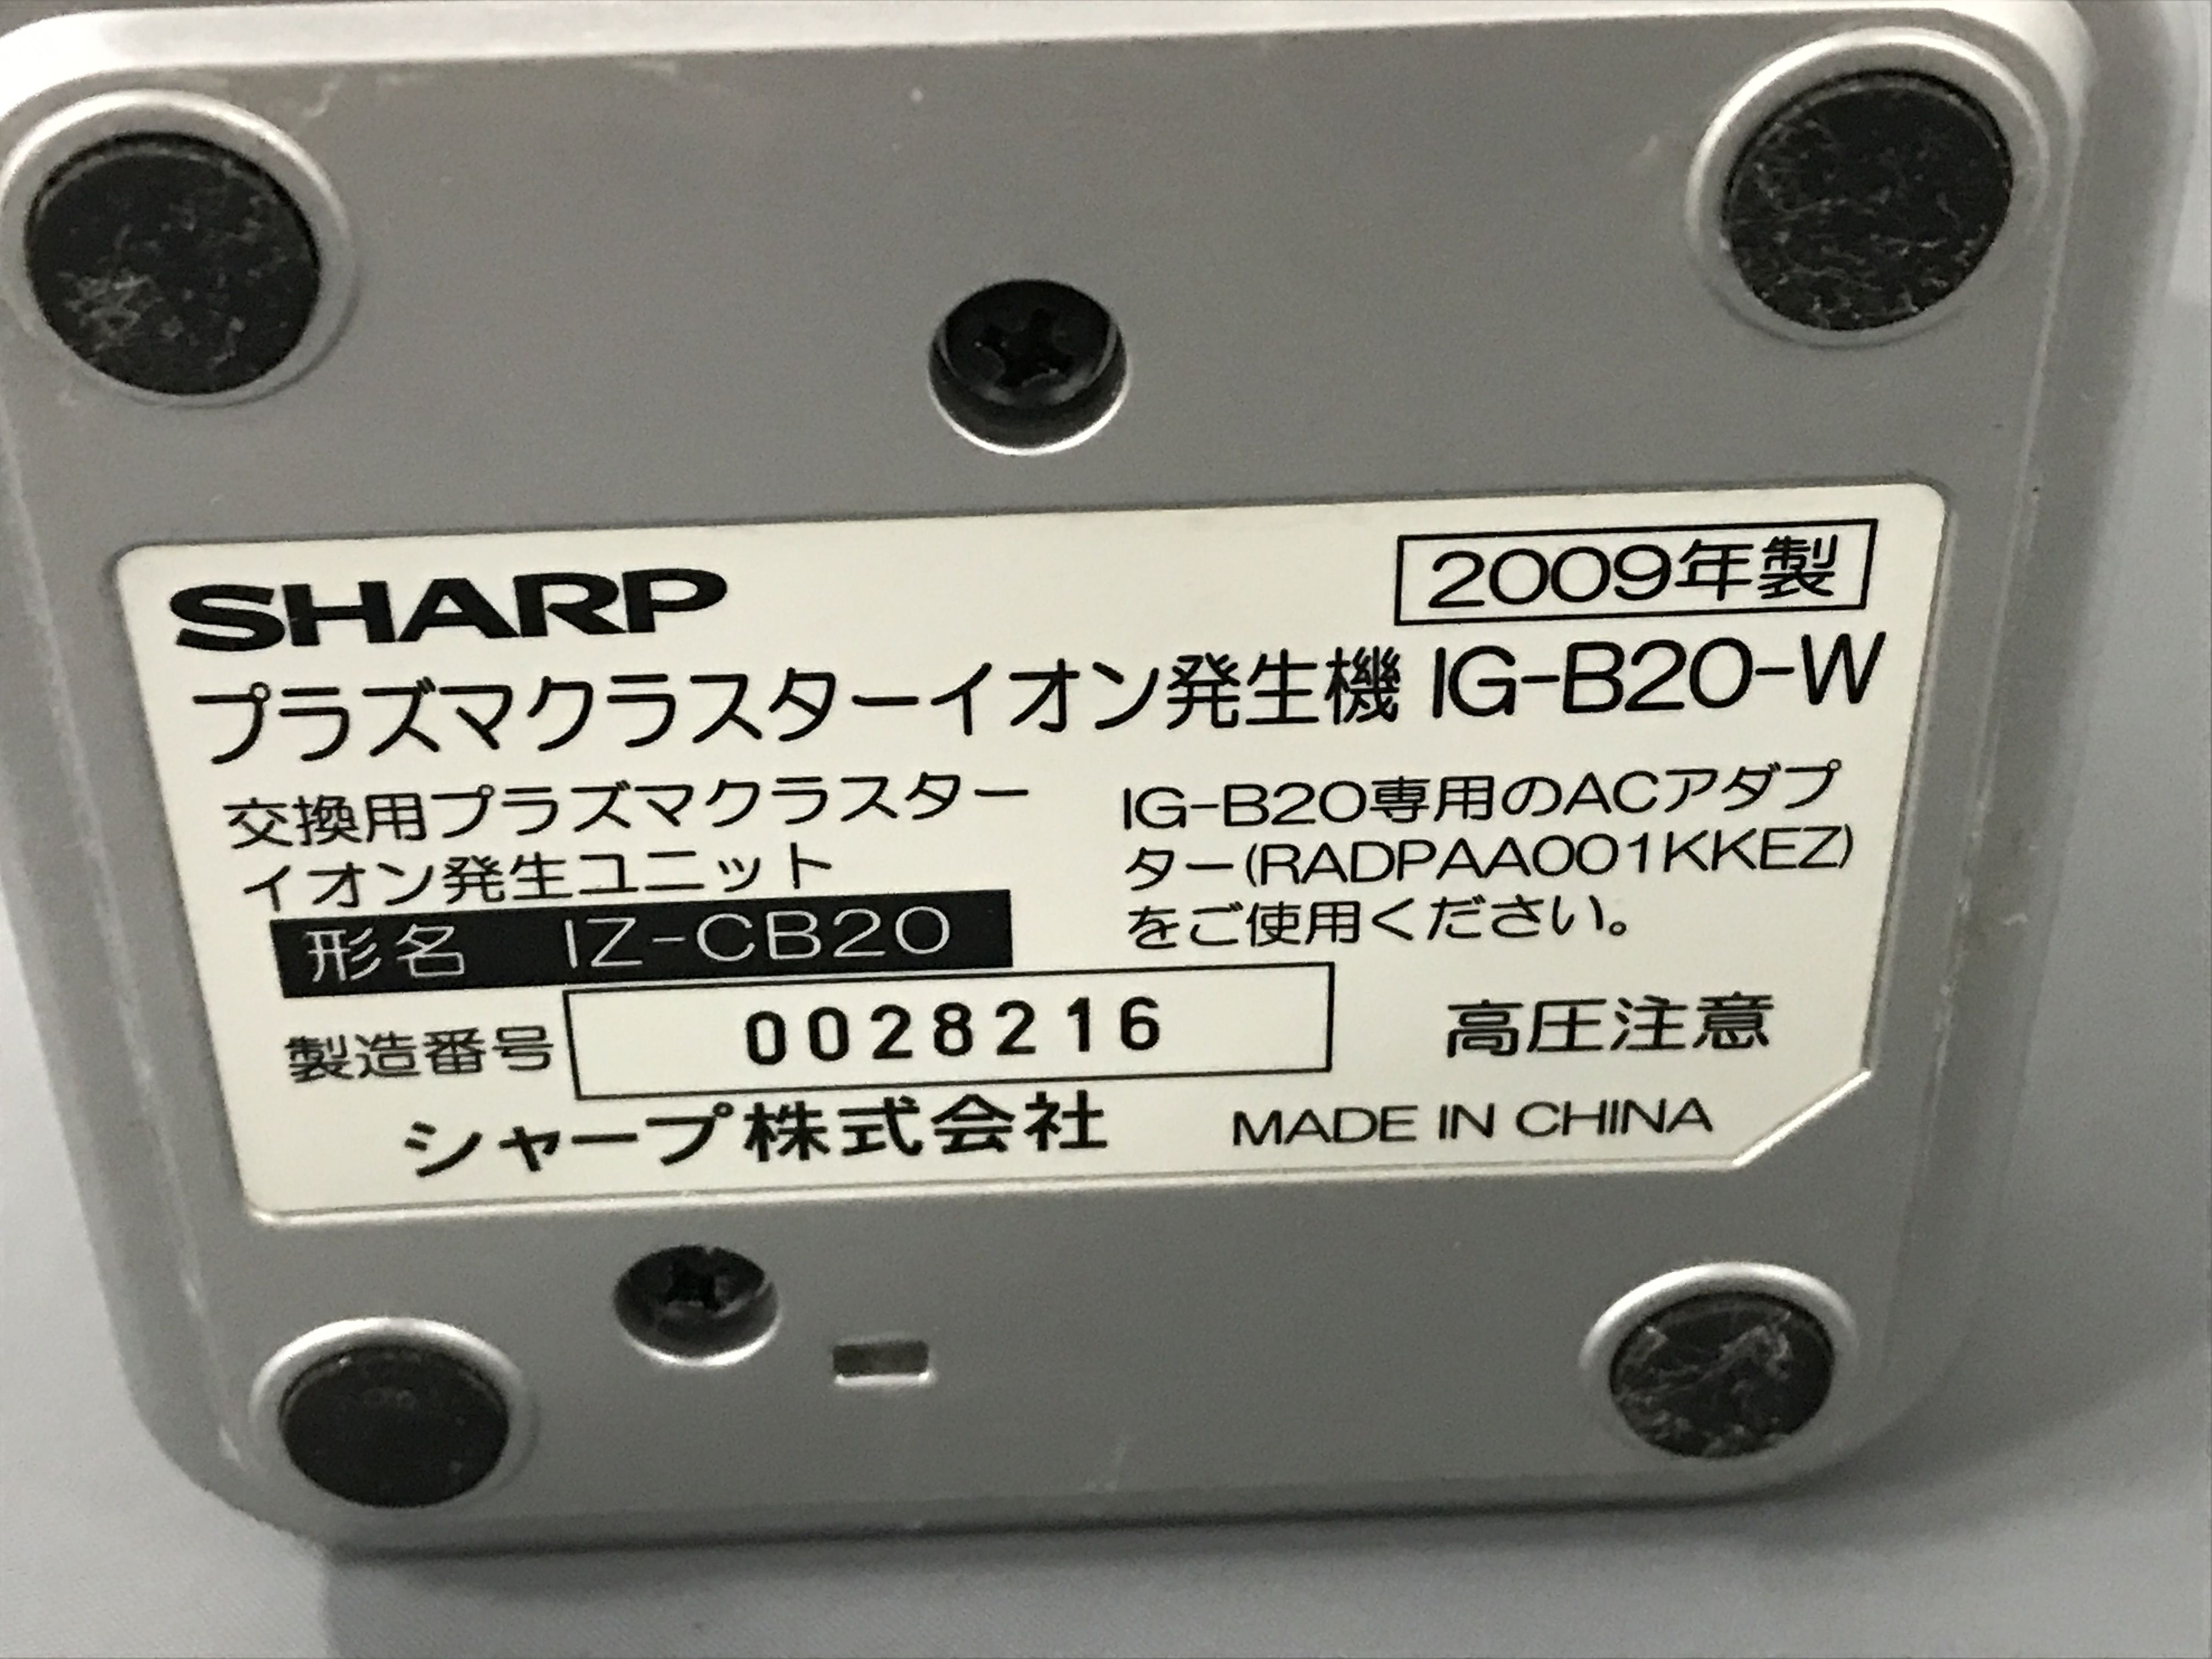 SHARP
2009年製
プラズマクラスターイオン発生機 IG-B20-W
交換用プラズマクラスター
イオン発生ユニット
形名 IZ-CB20
IG-B20専用のACアダプ
ター(RADPAA001KKEZ)
をご使用ください。
製造番号 0028216
高圧注意
シャープ株式会社 MADE IN CHINA